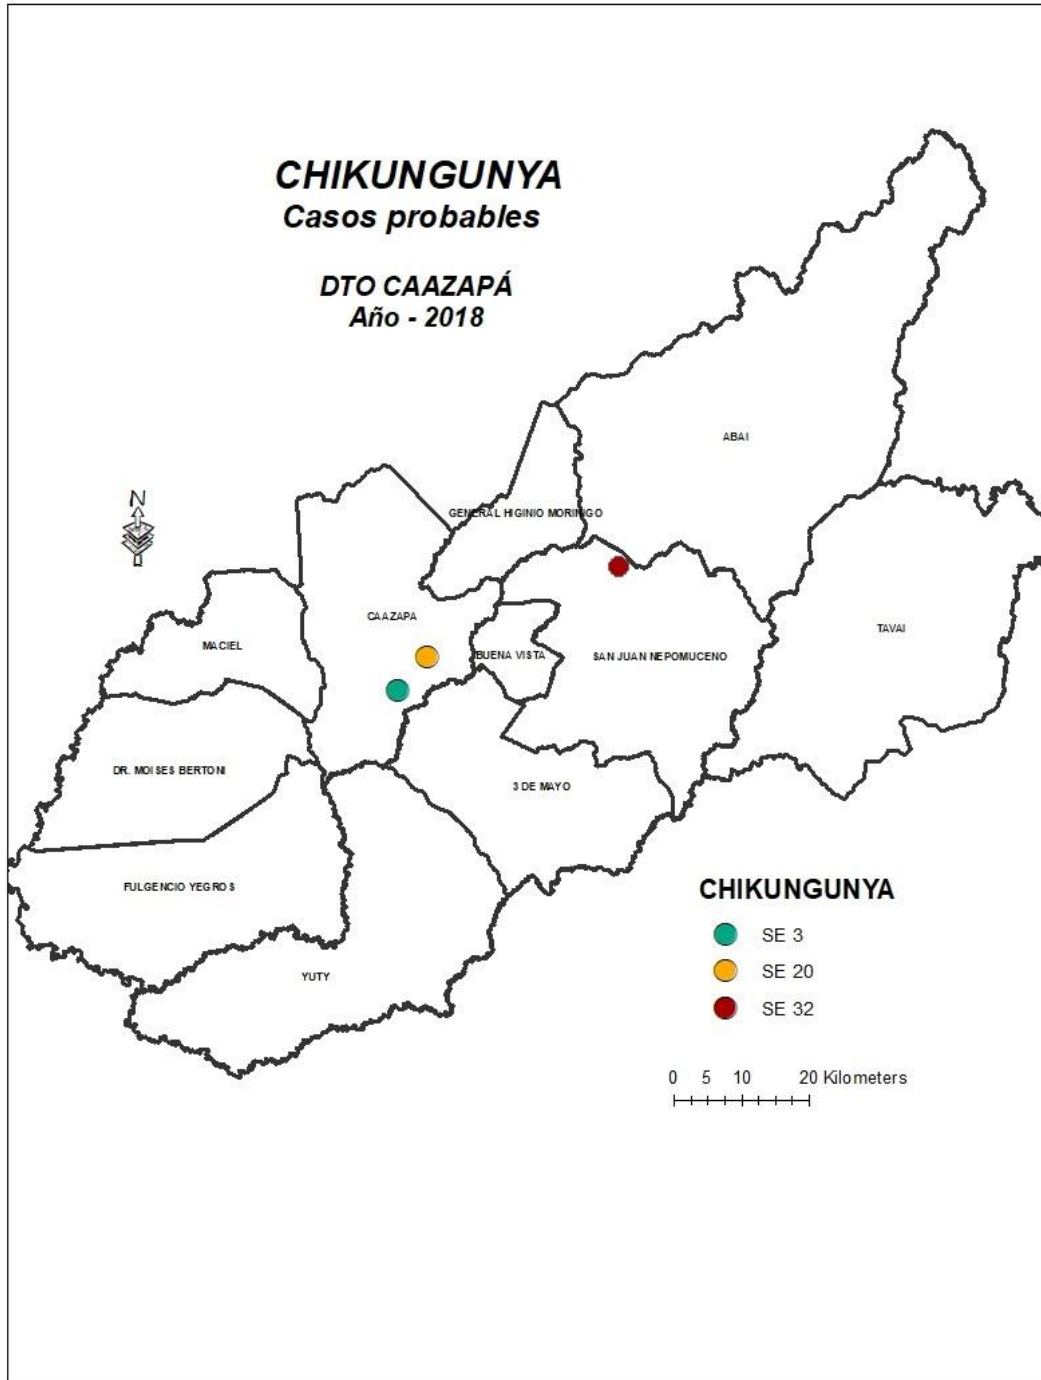 CHIKUNGUNYA
Casos probables
DTO CAAZAPÁ
Año - 2018
ABAI
N
GENERAL HIGINIO MORINIGO
CAAZAPA
TAVAI
MACIEL
BUENA VISTA
SAN JUAN NEPOMUCENO
DR. MOISES BERTONI
3 DE MAYO
FULGENCIO YEGROS
YUTY
CHIKUNGUNYA
SE 3
SE 20
SE 32
0 5 10 20 Kilometers